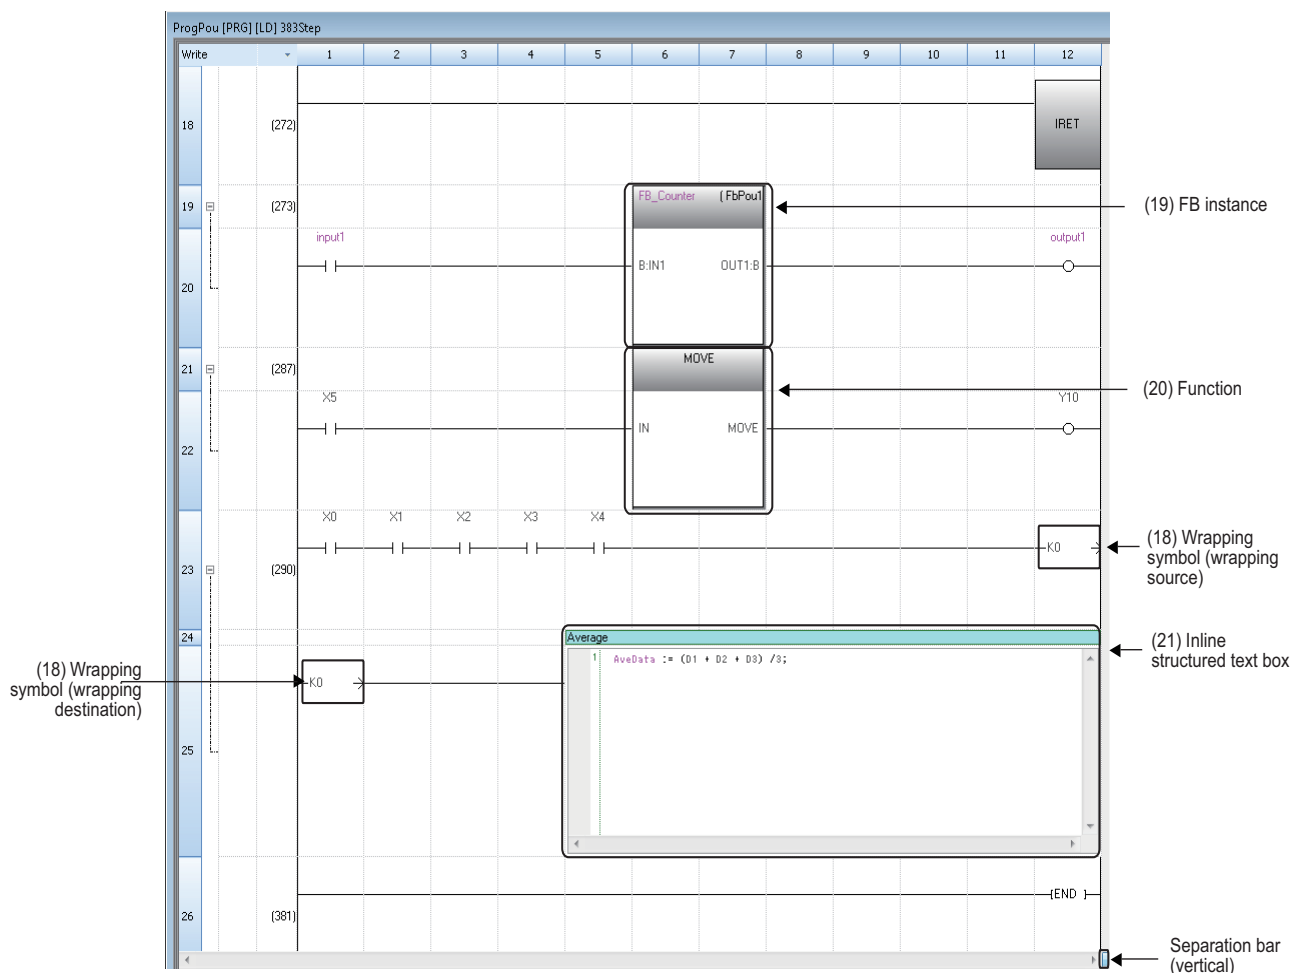 ProgPou [PRG] [LD] 383Step
Write 1 2 3 4 5 6 7 8 9 10 11 12
18 (272) IRET
19 (273) FB_Counter (FbPou1
(19) FB instance
input1 output1
B:IN1 OUT1:B
20
21 (287) MOVE
(20) Function
X5 Y10
IN MOVE
22
X0 X1 X2 X3 X4
K0
(18) Wrapping
symbol (wrapping
source)
23 (290)
24 Average
(21) Inline
structured text box
1 AveData := (D1 + D2 + D3) /3;
(18) Wrapping
symbol (wrapping
destination)
K0
25
[END ]
26 (381)
Separation bar
(vertical)